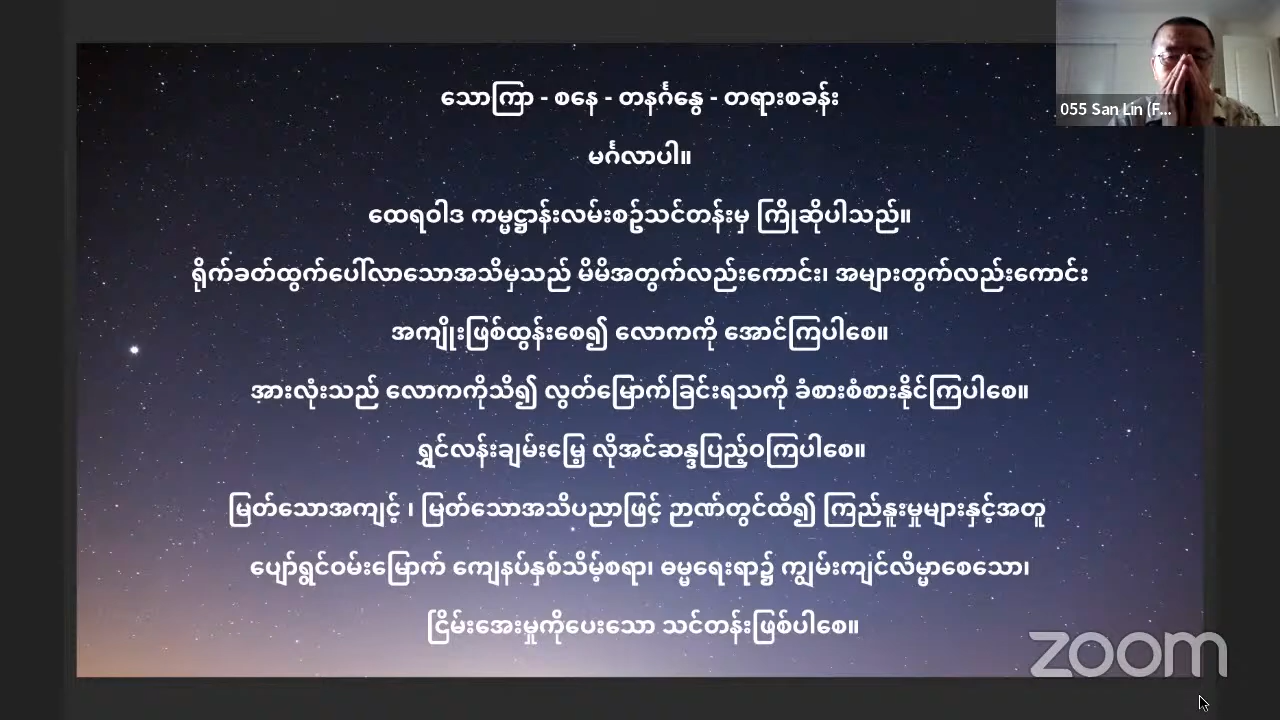 သောကြာ - စနေ - တနင်္ဂနွေ - တရားစခန်း
မင်္ဂလာပါ။
ထေရဝါဒ ကမ္မဋ္ဌာန်းလမ်းစဉ်သင်တန်းမှ ကြိုဆိုပါသည်။
ရိုက်ခတ်ထွက်ပေါ်လာသောအသိမှသည် မိမိအတွက်လည်းကောင်း၊ အများတွက်လည်းကောင်း
အကျိုးဖြစ်ထွန်းစေ၍ လောကကို အောင်ကြပါစေ။
အားလုံးသည် လောကကိုသိ၍ လွတ်မြောက်ခြင်းရသကို ခံစားစံစားနိုင်ကြပါစေ။
ရွှင်လန်းချမ်းမြေ့ လိုအင်ဆန္ဒပြည့်ဝကြပါစေ။
မြတ်သောအကျင့် ၊ မြတ်သောအသိပညာဖြင့် ဉာဏ်တွင်ထိ၍ ကြည်နူးမှုများနှင့်အတူ
ပျော်ရွှင်ဝမ်းမြောက် ကျေနပ်နှစ်သိမ့်စရာ၊ ဓမ္မရေးရာ၌ ကျွမ်းကျင်လိမ္မာစေသော၊
ငြိမ်းအေးမှုကိုပေးသော သင်တန်းဖြစ်ပါစေ။
055 San Lin (F...
zoom